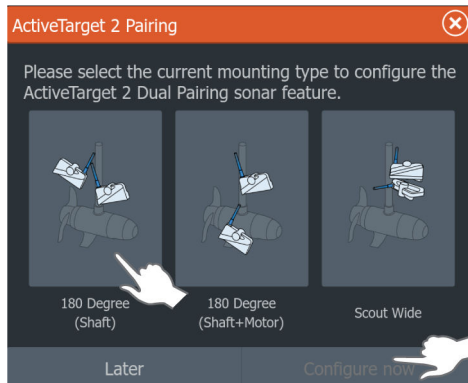 ActiveTarget 2 Pairing
Please select the current mounting type to configure the
ActiveTarget 2 Dual Pairing sonar feature.
180 Degree
(Shaft)
180 Degree
(Shaft+Motor)
Scout Wide
Later
Configure now